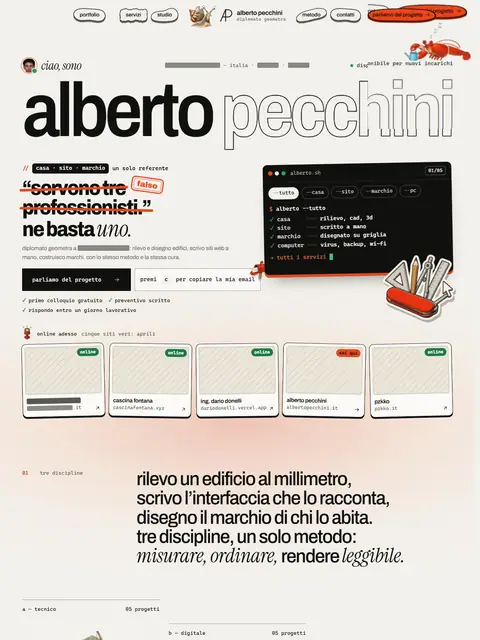 portfolio
servizi
studio
alberto pecchini
diplomato geometra
metodo
contatti
parliamo del progetto →
ciao, sono
— italia ·
nibile per nuovi incarichi
alberto pecchini
// casa · sito · marchio un solo referente
“servono tre
falso
professionisti.”
ne basta uno.
diplomato geometra a
rilevo e disegno edifici, scrivo siti web a
mano, costruisco marchi. con lo stesso metodo e la stessa cura.
parliamo del progetto →
premi c per copiare la mia email
✓ primo colloquio gratuito ✓ preventivo scritto
✓ rispondo entro un giorno lavorativo
alberto.sh
01/05
--tutto
--casa
--sito
--marchio
--pc
$ alberto --tutto
✓ casa rilievo, cad, 3d
✓ sito scritto a mano
✓ marchio disegnato su griglia
✓ computer virus, backup, wi-fi
→ tutti i servizi
online adesso cinque siti veri: aprili
online
.it ↗
online
cascina fontana
cascinafontana.xyz ↗
online
ing. dario donelli
dariodonelli.vercel.app ↗
sei qui
alberto pecchini
albertopecchini.it →
online
pzkko
pzkko.it ↗
01 tre discipline
rilevo un edificio al millimetro,
scrivo l’interfaccia che lo racconta,
disegno il marchio di chi lo abita.
tre discipline, un solo metodo:
misurare, ordinare, rendere leggibile.
a — tecnico
05 progetti
b — digitale
05 progetti